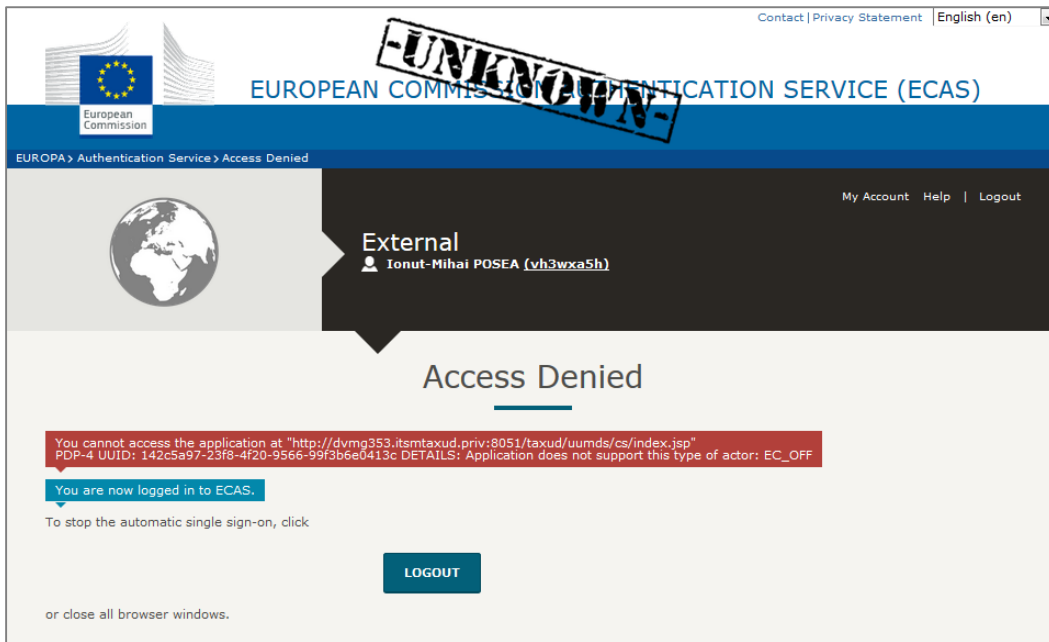 Contact | Privacy Statement English (en)
-UNKNOWN-
EUROPEAN COMMISSION AUTHENTICATION SERVICE (ECAS)
European
Commission
EUROPA > Authentication Service > Access Denied
My Account Help | Logout
External
Ionut-Mihai POSEA (vh3wxa5h)
Access Denied
You cannot access the application at "http://dvmg353.itsmtaxud.priv:8051/taxud/uumds/cs/index.jsp"
PDP-4 UUID: 142c5a97-23f8-4f20-9566-99f3b6e0413c DETAILS: Application does not support this type of actor: EC_OFF
You are now logged in to ECAS.
To stop the automatic single sign-on, click
LOGOUT
or close all browser windows.